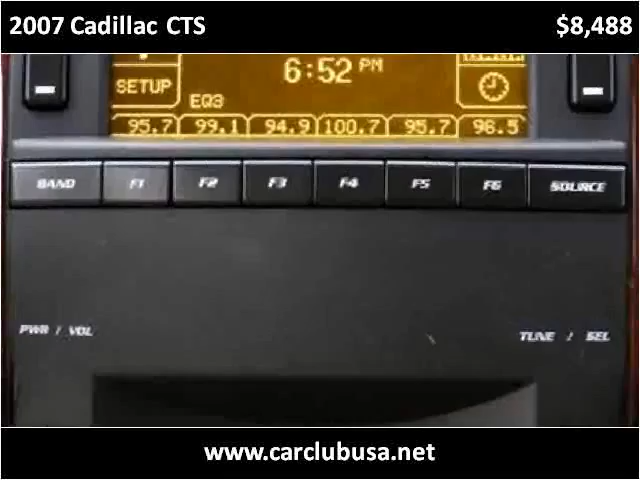 2007 Cadillac CTS $8,488
6:52 PM
SETUP
EQ3
95.7 99.1 94.9 100.7 95.7 96.5
BAND F1 F2 F3 F4 F5 F6 SOURCE
PWR / VOL TUNE / SEL
www.carclubusa.net